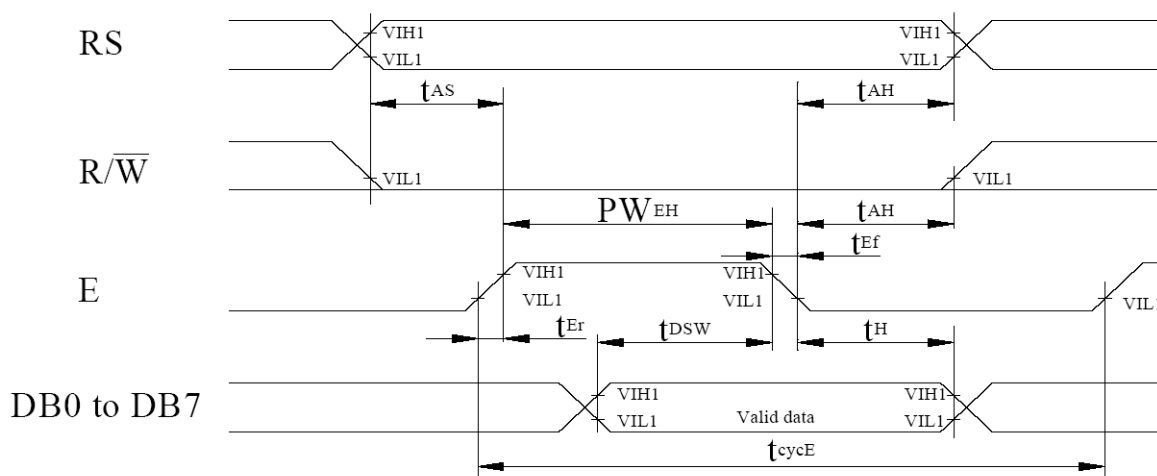 RS VIH1 VIH1
VIL1 VIL1
tAS tAH
R/W̅ VIL1 VIL1
PWEH tAH
tEf
E VIH1 VIH1
VIL1 VIL1 VIL1
tEr tDSW tH
DB0 to DB7 VIH1 VIH1
VIL1 Valid data VIL1
tcycE